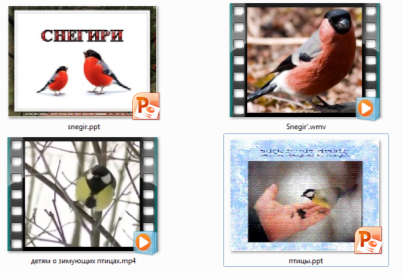 СНЕГИРИ
snegir.ppt
Snegir'.wmv
детям о зимующих птицах.mp4
птицы.ppt